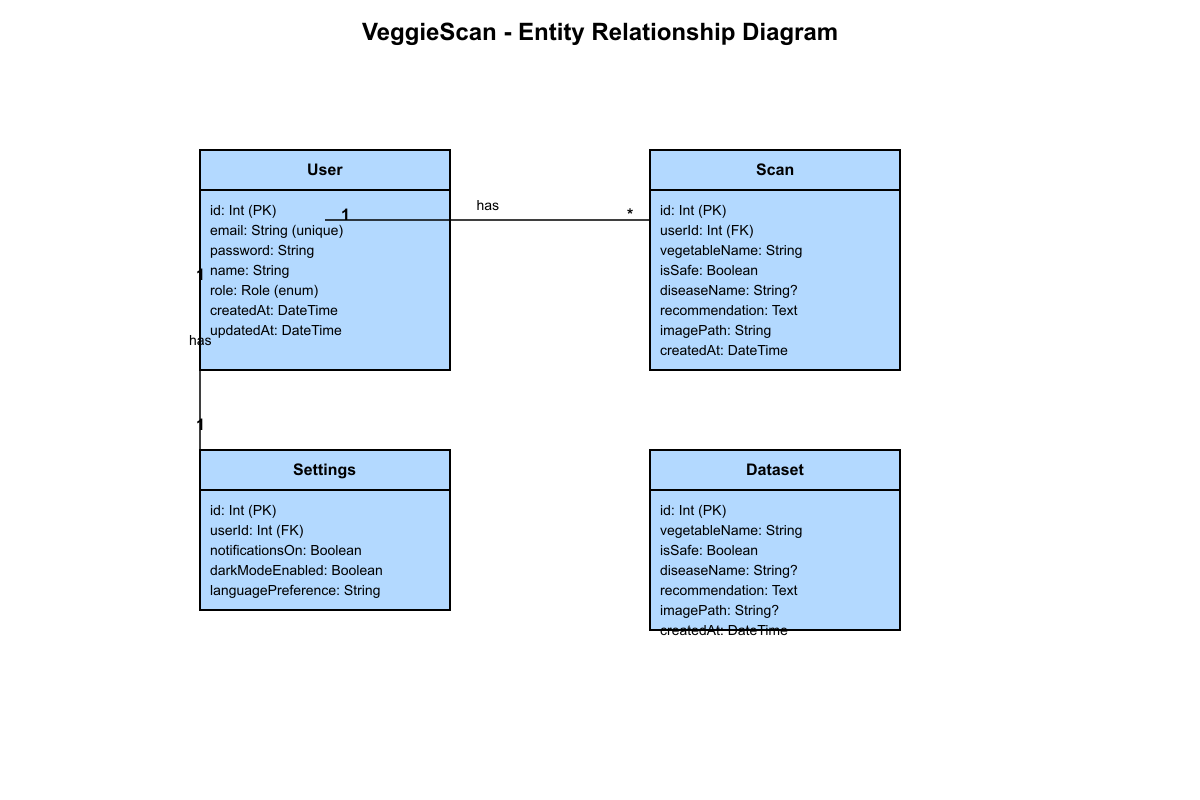 VeggieScan - Entity Relationship Diagram
User
id: Int (PK)
email: String (unique)
password: String
name: String
role: Role (enum)
createdAt: DateTime
updatedAt: DateTime
1
has
*
Scan
id: Int (PK)
userId: Int (FK)
vegetableName: String
isSafe: Boolean
diseaseName: String?
recommendation: Text
imagePath: String
createdAt: DateTime
1
has
1
Settings
id: Int (PK)
userId: Int (FK)
notificationsOn: Boolean
darkModeEnabled: Boolean
languagePreference: String
Dataset
id: Int (PK)
vegetableName: String
isSafe: Boolean
diseaseName: String?
recommendation: Text
imagePath: String?
createdAt: DateTime